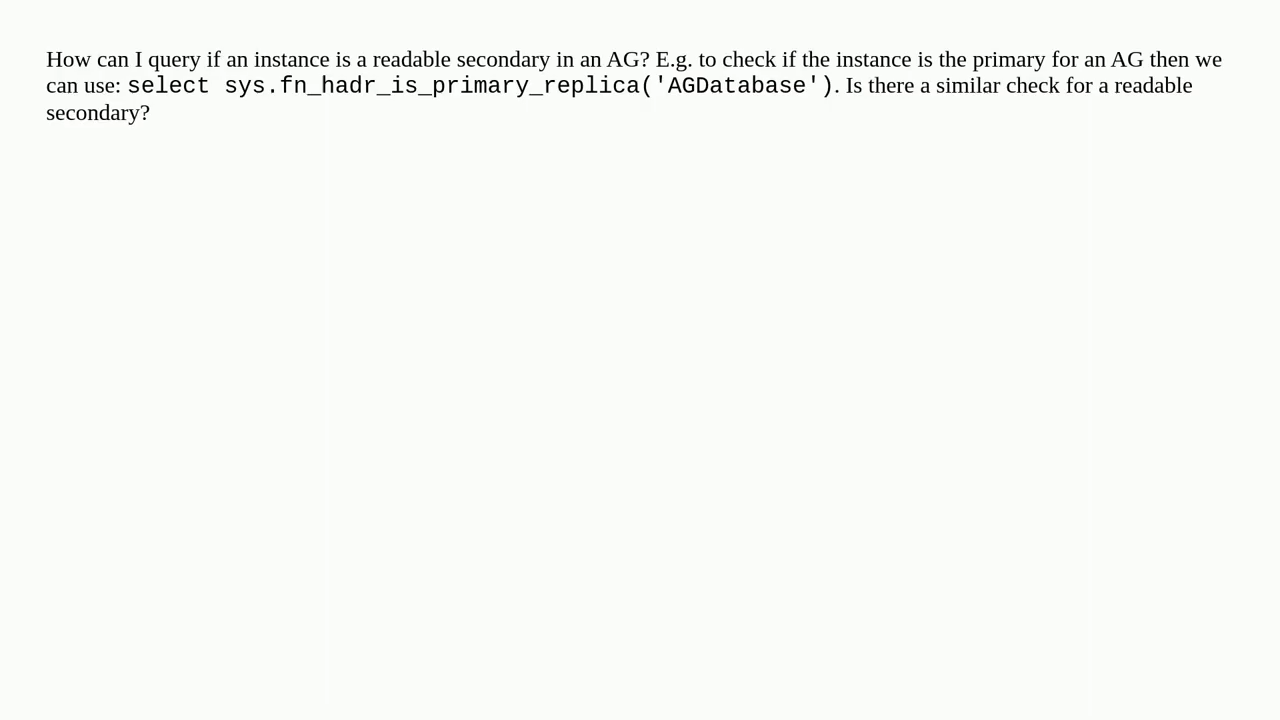 How can I query if an instance is a readable secondary in an AG? E.g. to check if the instance is the primary for an AG then we
can use: select sys.fn_hadr_is_primary_replica('AGDatabase'). Is there a similar check for a readable
secondary?